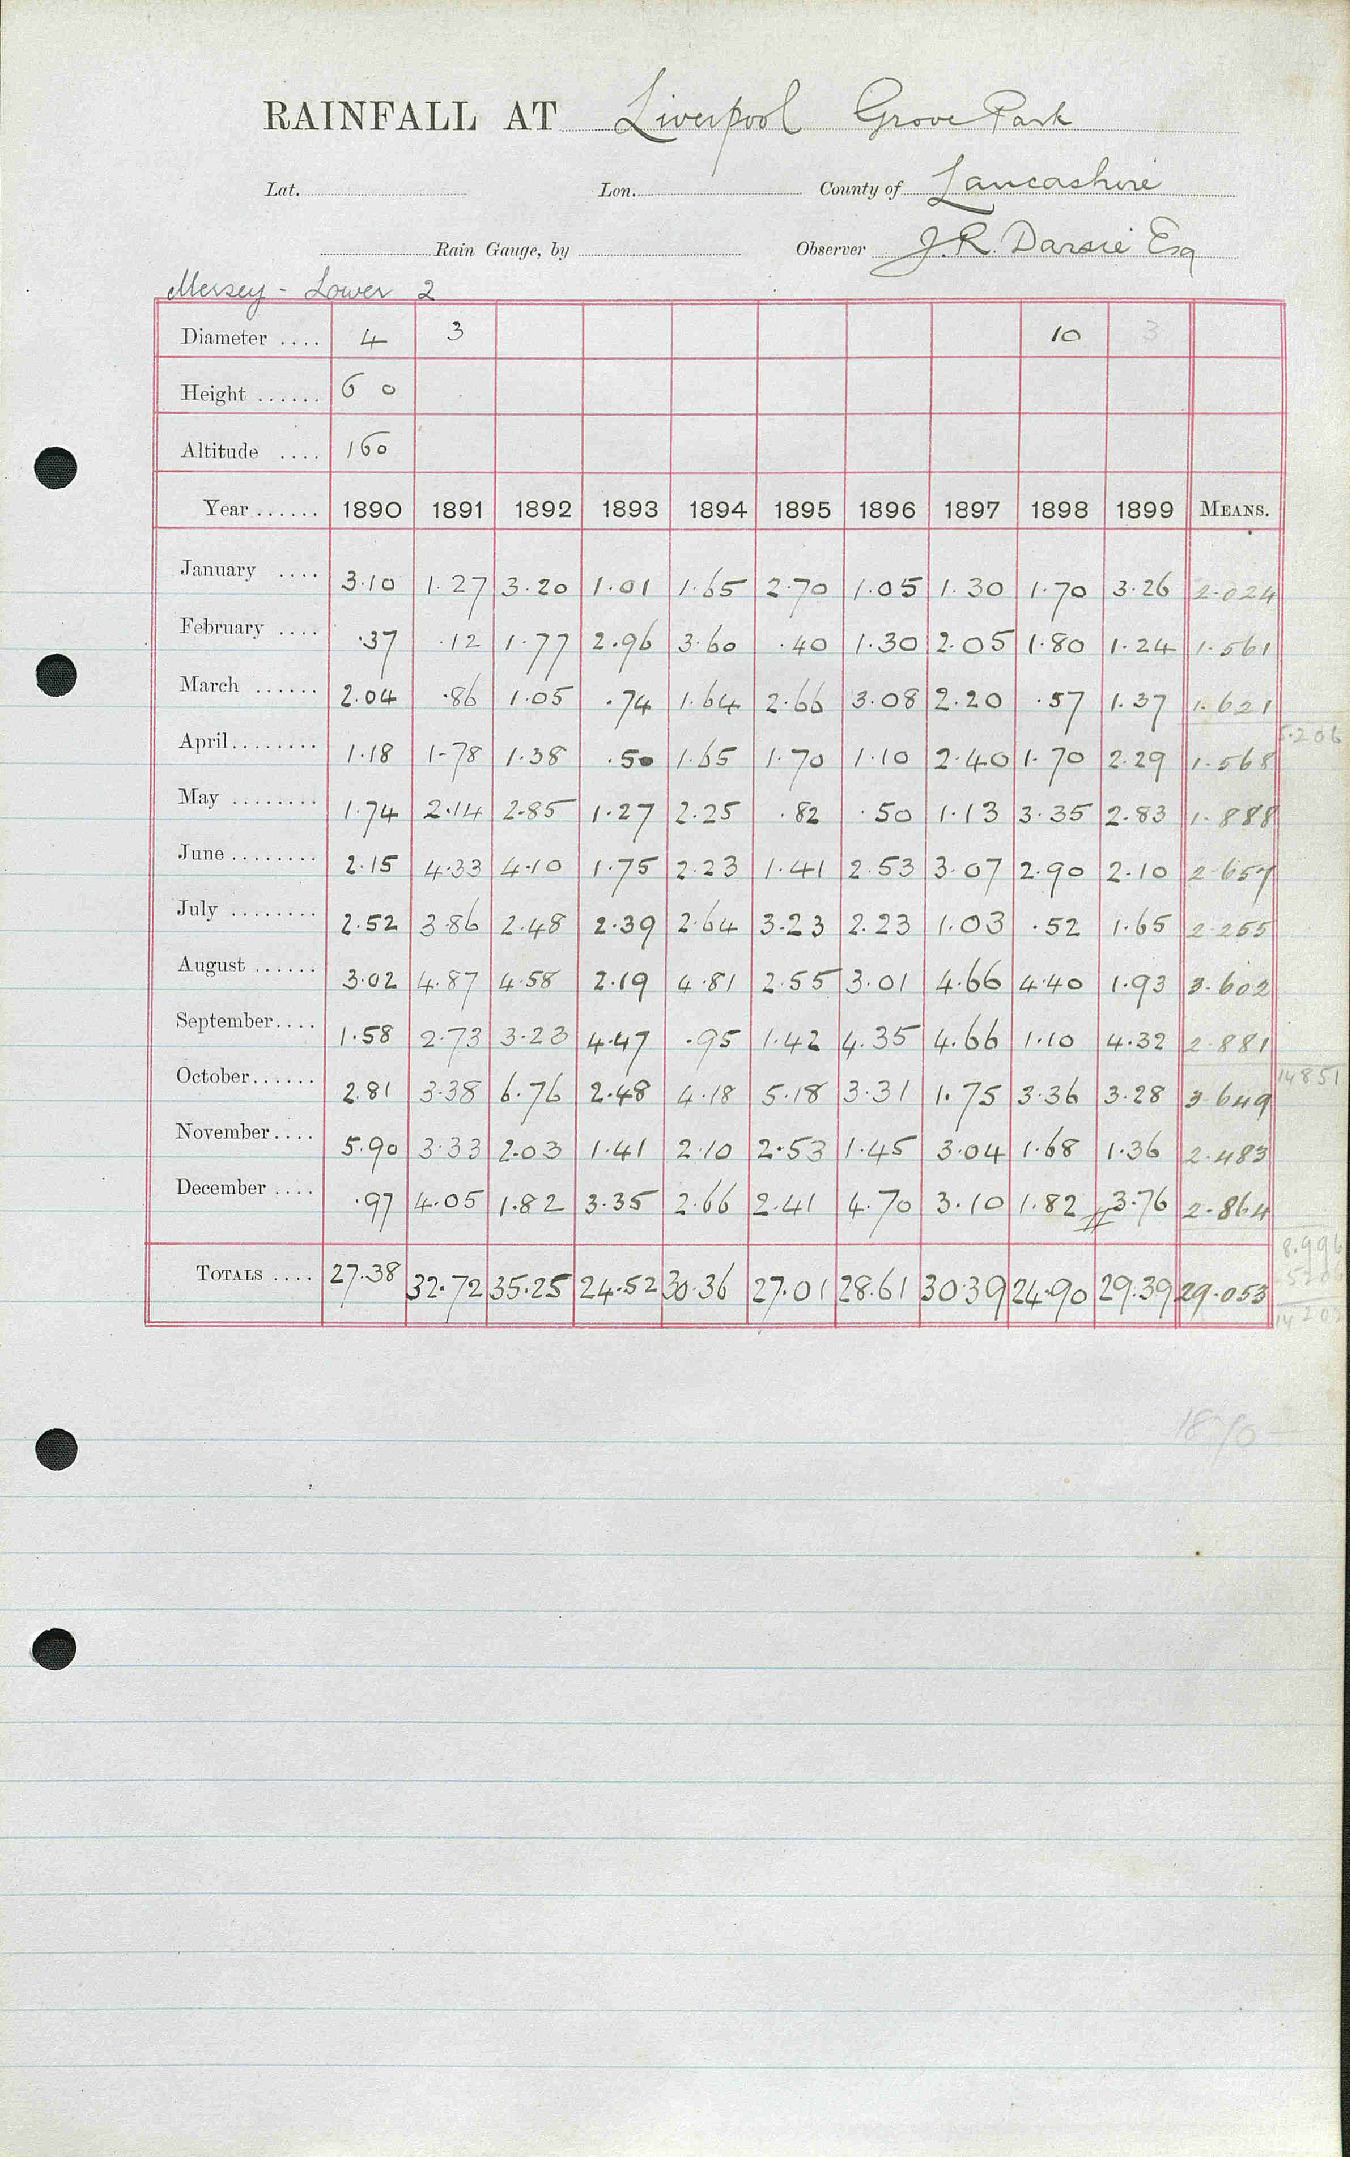 RAINFALL AT Liverpool Grove Park
Lat. Lon. County of Lancashire
Rain Gauge, by Observer J.R. Darsie Esq
Mersey - Lower 2
Diameter .... 4 3 10 3
Height ...... 6 0
Altitude .... 160
Year ...... 1890 1891 1892 1893 1894 1895 1896 1897 1898 1899 MEANS.
January .... 3.10 1.27 3.20 1.01 1.65 2.70 1.05 1.30 1.70 3.26 2.024
February .... .37 .12 1.77 2.96 3.60 .40 1.30 2.05 1.80 1.24 1.561
March ...... 2.04 .86 1.05 .74 1.64 2.66 3.08 2.20 .57 1.37 1.621
5.206
April ........ 1.18 1.78 1.38 .50 1.65 1.70 1.10 2.40 1.70 2.29 1.568
May ........ 1.74 2.14 2.85 1.27 2.25 .82 .50 1.13 3.35 2.83 1.888
June ........ 2.15 4.33 4.10 1.75 2.23 1.41 2.53 3.07 2.90 2.10 2.657
July ........ 2.52 3.86 2.48 2.39 2.64 3.23 2.23 1.03 .52 1.65 2.255
August ...... 3.02 4.87 4.58 2.19 4.81 2.55 3.01 4.66 4.40 1.93 3.602
September .... 1.58 2.73 3.23 4.47 .95 1.42 4.35 4.66 1.10 4.32 2.881
14851
October ...... 2.81 3.38 6.76 2.48 4.18 5.18 3.31 1.75 3.36 3.28 3.649
November .... 5.90 3.33 2.03 1.41 2.10 2.53 1.45 3.04 1.68 1.36 2.483
December .... .97 4.05 1.82 3.35 2.66 2.41 4.70 3.10 1.82 3.76 2.864
8.996
TOTALS .... 27.38 32.72 35.25 24.52 30.36 27.01 28.61 30.39 24.90 29.39 29.053
5206
14202